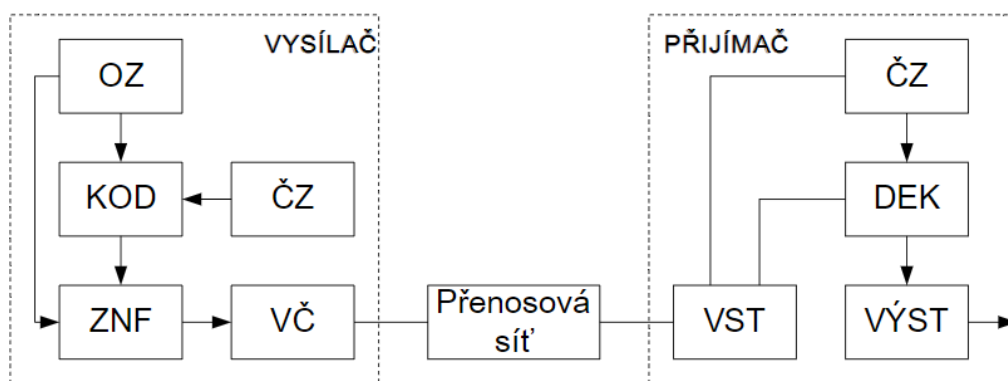 VYSÍLAČ
OZ
KOD
ČZ
ZNF
VČ
Přenosová
síť
PŘIJÍMAČ
ČZ
DEK
VST
VÝST